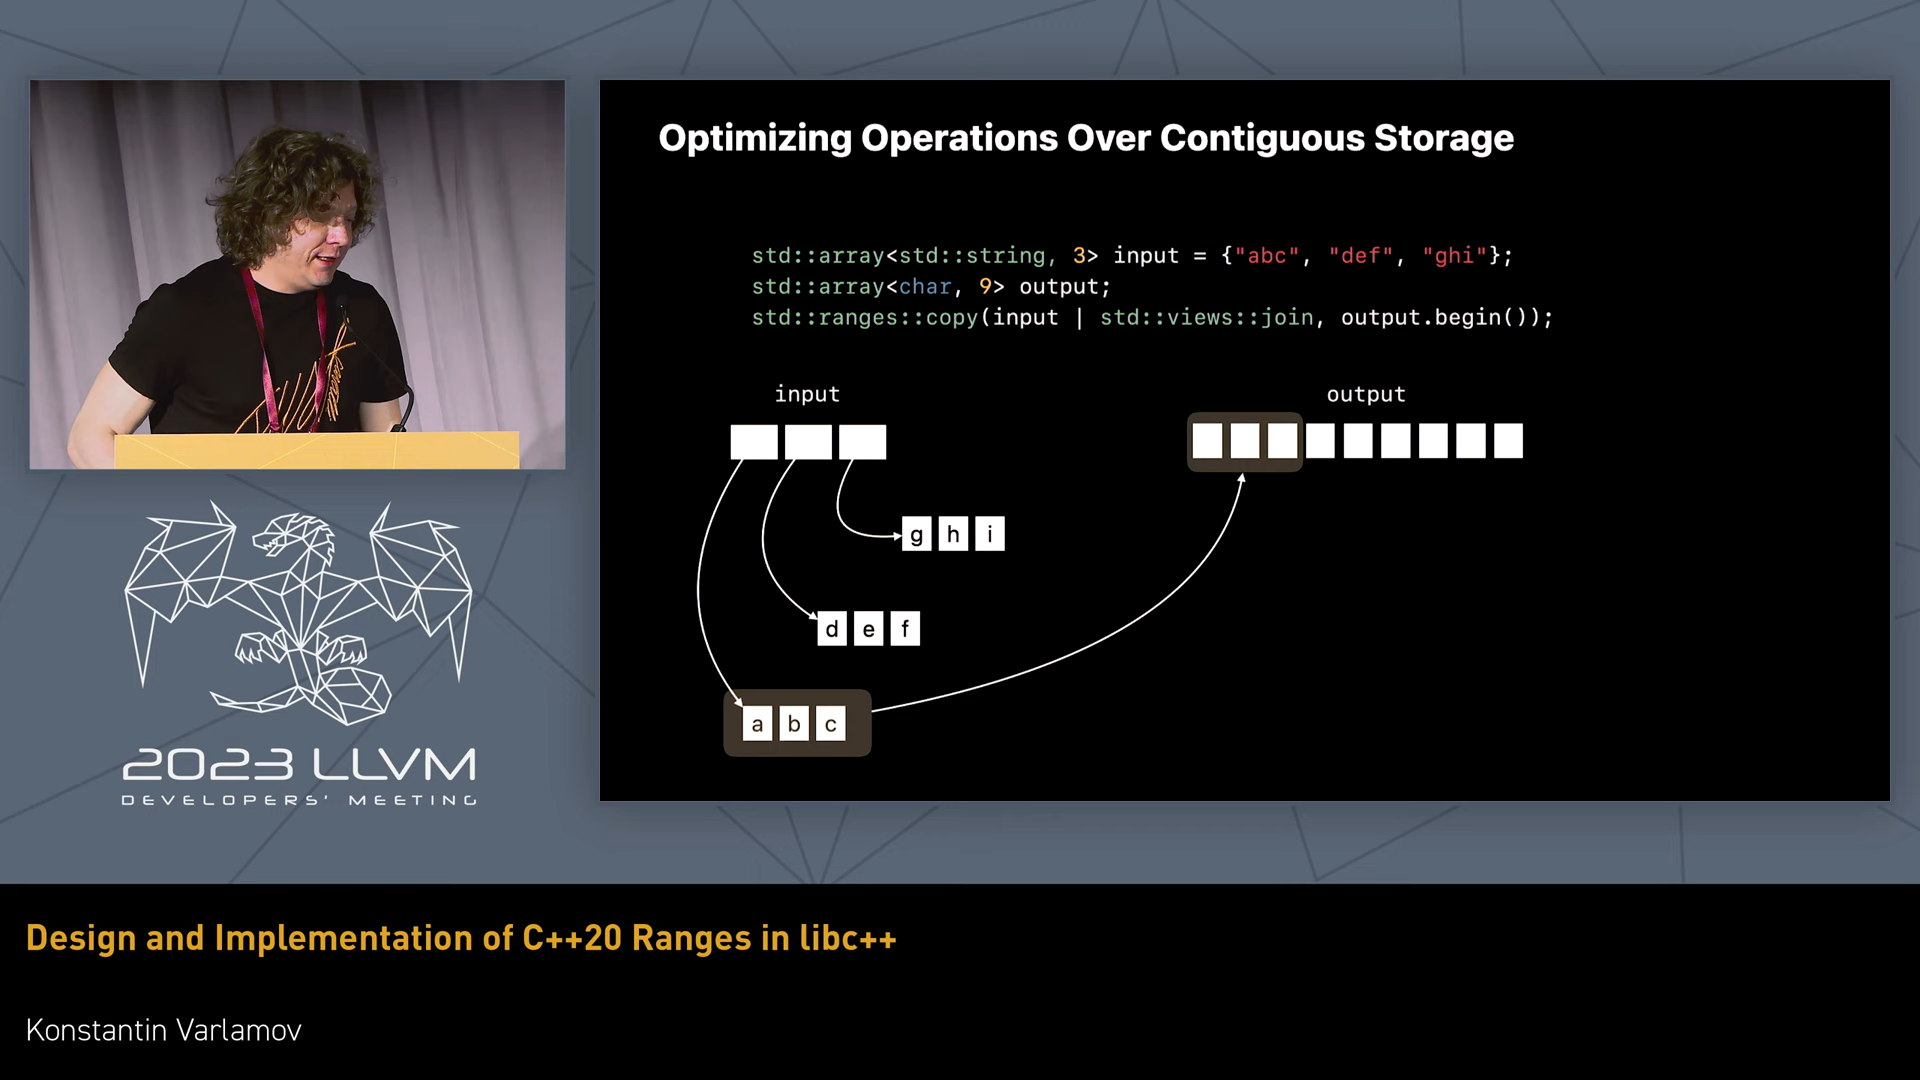 Optimizing Operations Over Contiguous Storage
std::array<std::string, 3> input = {"abc", "def", "ghi"};
std::array<char, 9> output;
std::ranges::copy(input | std::views::join, output.begin());
input
output
g h i
d e f
a b c
2023 LLVM
DEVELOPERS' MEETING
Design and Implementation of C++20 Ranges in libc++
Konstantin Varlamov